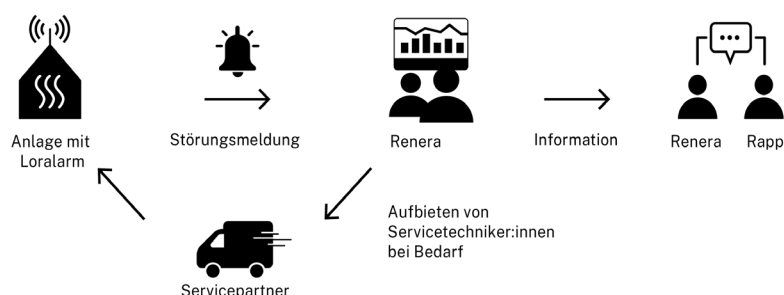 Anlage mit
Loralarm
Störungsmeldung
Renera
Information
Renera
Rapp
Aufbieten von
Servicetechniker:innen
bei Bedarf
Servicepartner